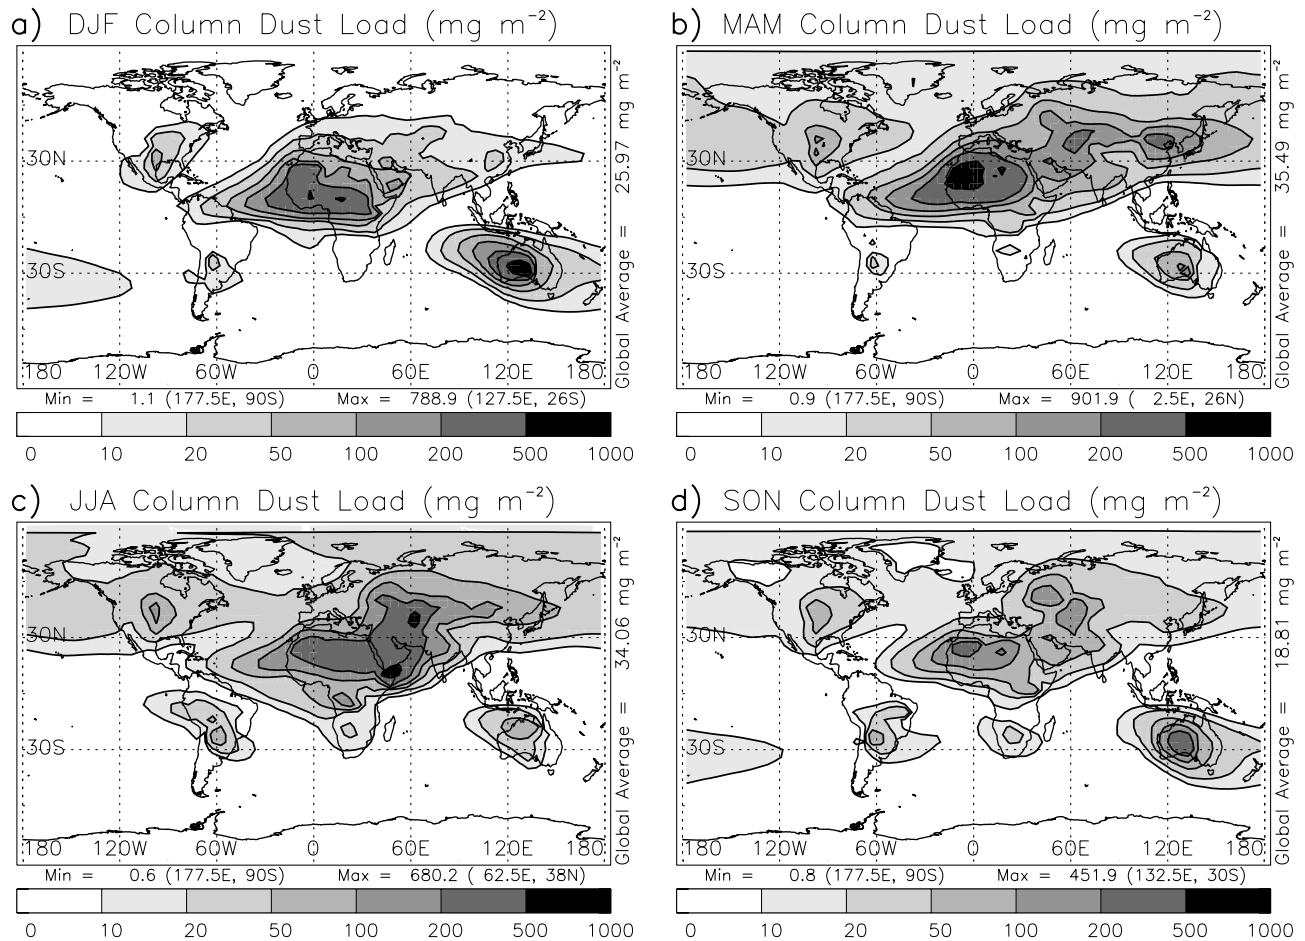 a) DJF Column Dust Load (mg m⁻²)
30N
30S
180 120W 60W 0 60E 120E 180
Global Average = 25.97 mg m⁻²
Min = 1.1 (177.5E, 90S) Max = 788.9 (127.5E, 26S)
0 10 20 50 100 200 500 1000
b) MAM Column Dust Load (mg m⁻²)
30N
30S
180 120W 60W 0 60E 120E 180
Global Average = 35.49 mg m⁻²
Min = 0.9 (177.5E, 90S) Max = 901.9 ( 2.5E, 26N)
0 10 20 50 100 200 500 1000
c) JJA Column Dust Load (mg m⁻²)
30N
30S
180 120W 60W 0 60E 120E 180
Global Average = 34.06 mg m⁻²
Min = 0.6 (177.5E, 90S) Max = 680.2 ( 62.5E, 38N)
0 10 20 50 100 200 500 1000
d) SON Column Dust Load (mg m⁻²)
30N
30S
180 120W 60W 0 60E 120E 180
Global Average = 18.81 mg m⁻²
Min = 0.8 (177.5E, 90S) Max = 451.9 (132.5E, 30S)
0 10 20 50 100 200 500 1000